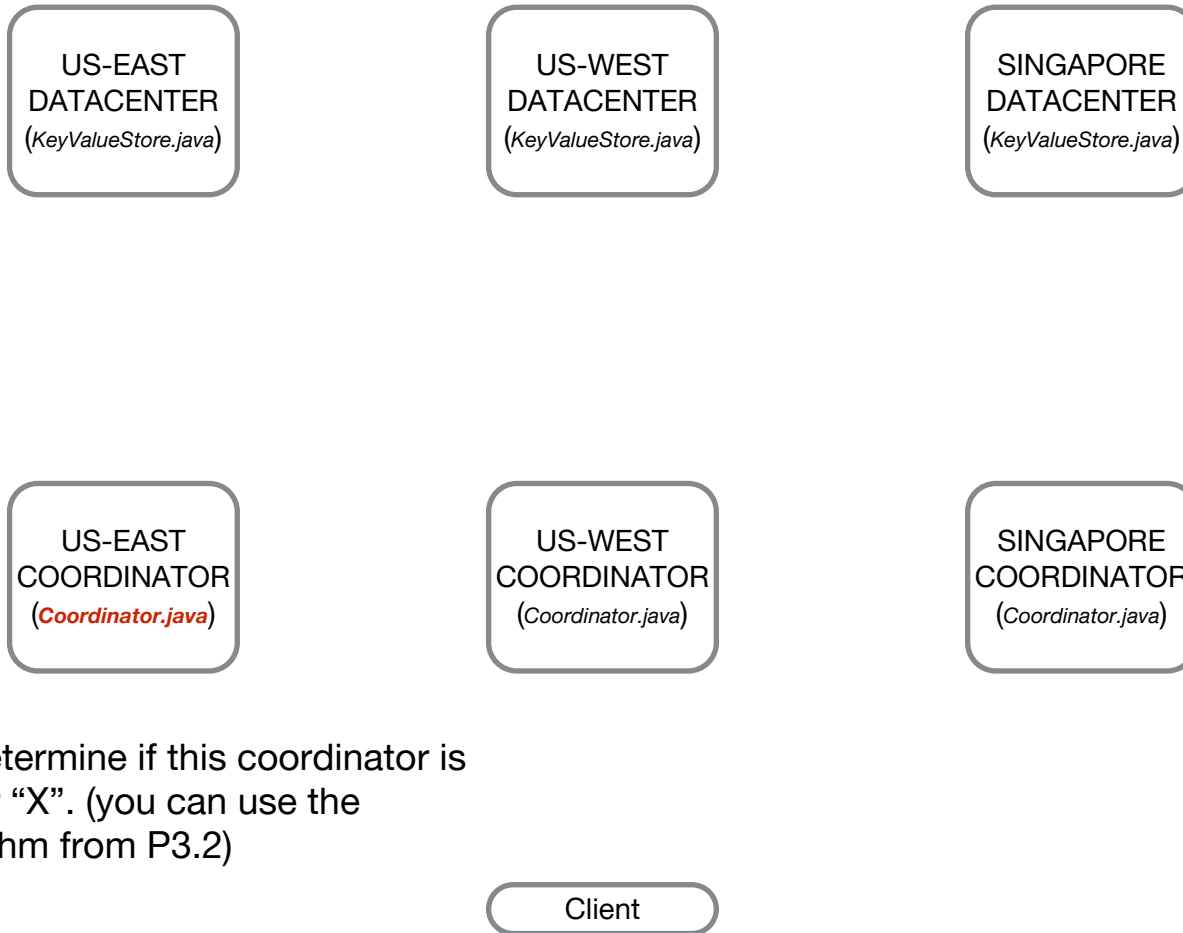 US-EAST
DATACENTER
(KeyValueStore.java)
US-WEST
DATACENTER
(KeyValueStore.java)
SINGAPORE
DATACENTER
(KeyValueStore.java)
US-EAST
COORDINATOR
(Coordinator.java)
US-WEST
COORDINATOR
(Coordinator.java)
SINGAPORE
COORDINATOR
(Coordinator.java)
etermine if this coordinator is
“X”. (you can use the
hm from P3.2)
Client